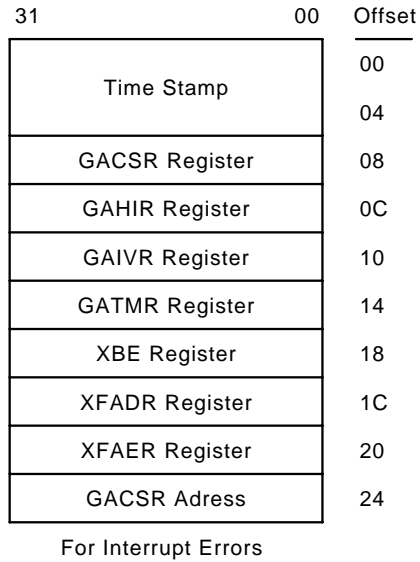 31 00 Offset
00
Time Stamp
04
GACSR Register 08
GAHIR Register 0C
GAIVR Register 10
GATMR Register 14
XBE Register 18
XFADR Register 1C
XFAER Register 20
GACSR Adress 24
For Interrupt Errors